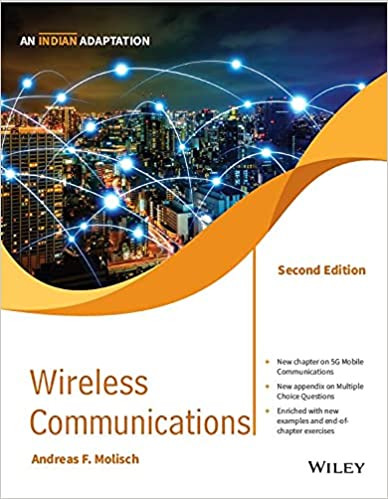 AN INDIAN ADAPTATION
Second Edition
New chapter on 5G Mobile
Communications
New appendix on Multiple
Choice Questions
Enriched with new
examples and end-of-
chapter exercises
Wireless
Communications
Andreas F. Molisch
WILEY